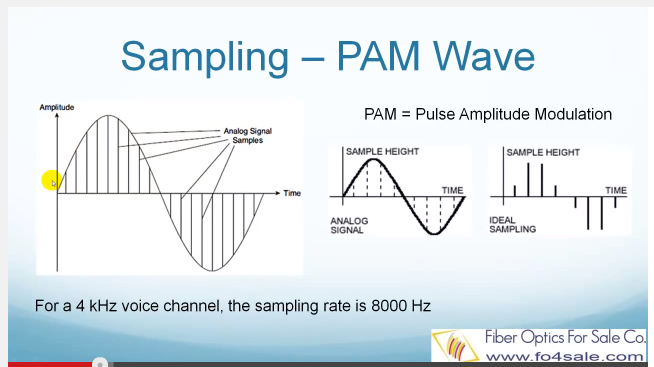 Sampling – PAM Wave
Amplitude
Analog Signal
Samples
Time
PAM = Pulse Amplitude Modulation
SAMPLE HEIGHT
TIME
ANALOG
SIGNAL
SAMPLE HEIGHT
TIME
IDEAL
SAMPLING
For a 4 kHz voice channel, the sampling rate is 8000 Hz
Fiber Optics For Sale Co.
www.fo4sale.com